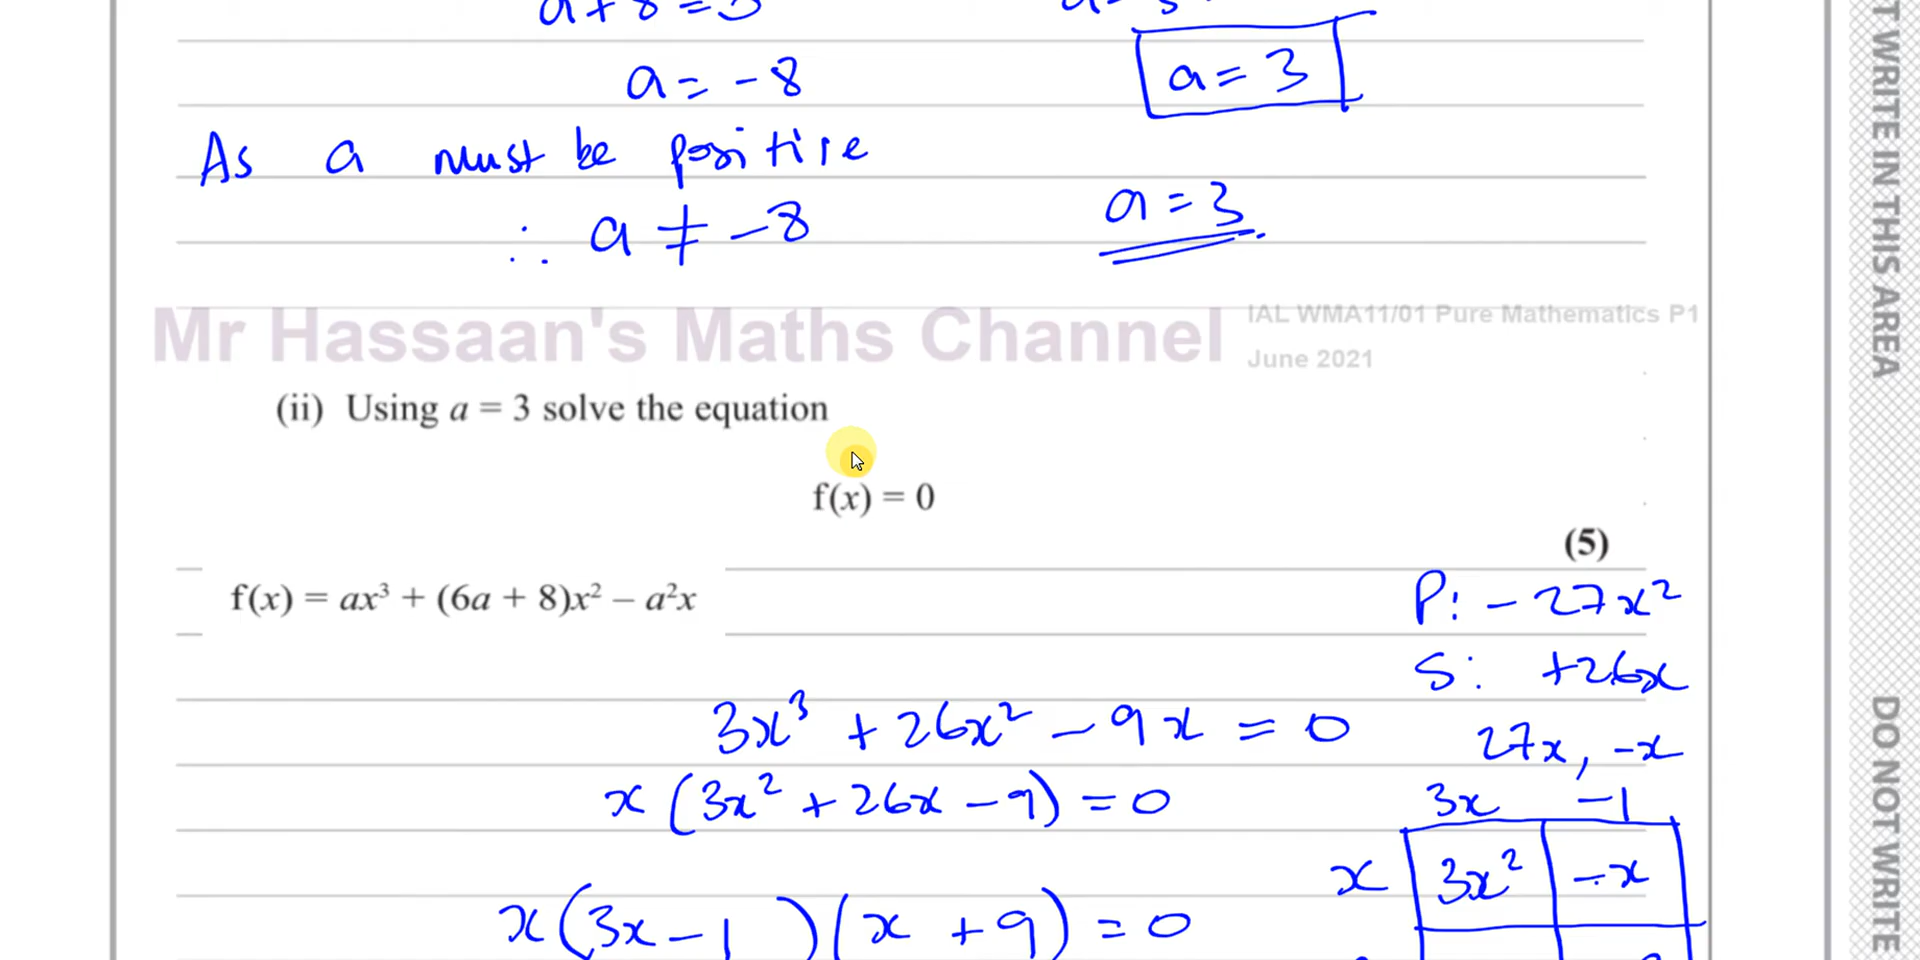 a + 8 = 
a = -8
a = 3
As a must be positive
∴ a ≠ -8
a = 3
Mr Hassaan's Maths Channel
IAL WMA11/01 Pure Mathematics P1
June 2021
(ii) Using a = 3 solve the equation
f(x) = 0
(5)
f(x) = ax³ + (6a + 8)x² – a²x
P: - 27x²
S: +26x
27x, -x
3x³ + 26x² - 9x = 0
x(3x² + 26x - 9) = 0
3x -1
x 3x² -x
x(3x - 1)(x + 9) = 0
T WRITE IN THIS AREA
DO NOT WRITE